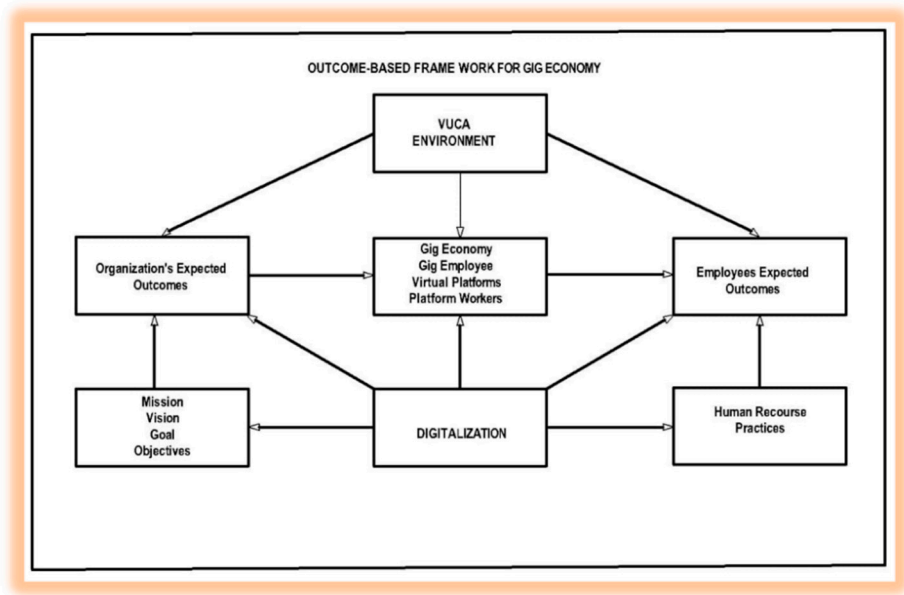 OUTCOME-BASED FRAME WORK FOR GIG ECONOMY
VUCA
ENVIRONMENT
Organization's Expected
Outcomes
Gig Economy
Gig Employee
Virtual Platforms
Platform Workers
Employees Expected
Outcomes
Mission
Vision
Goal
Objectives
DIGITALIZATION
Human Recourse
Practices